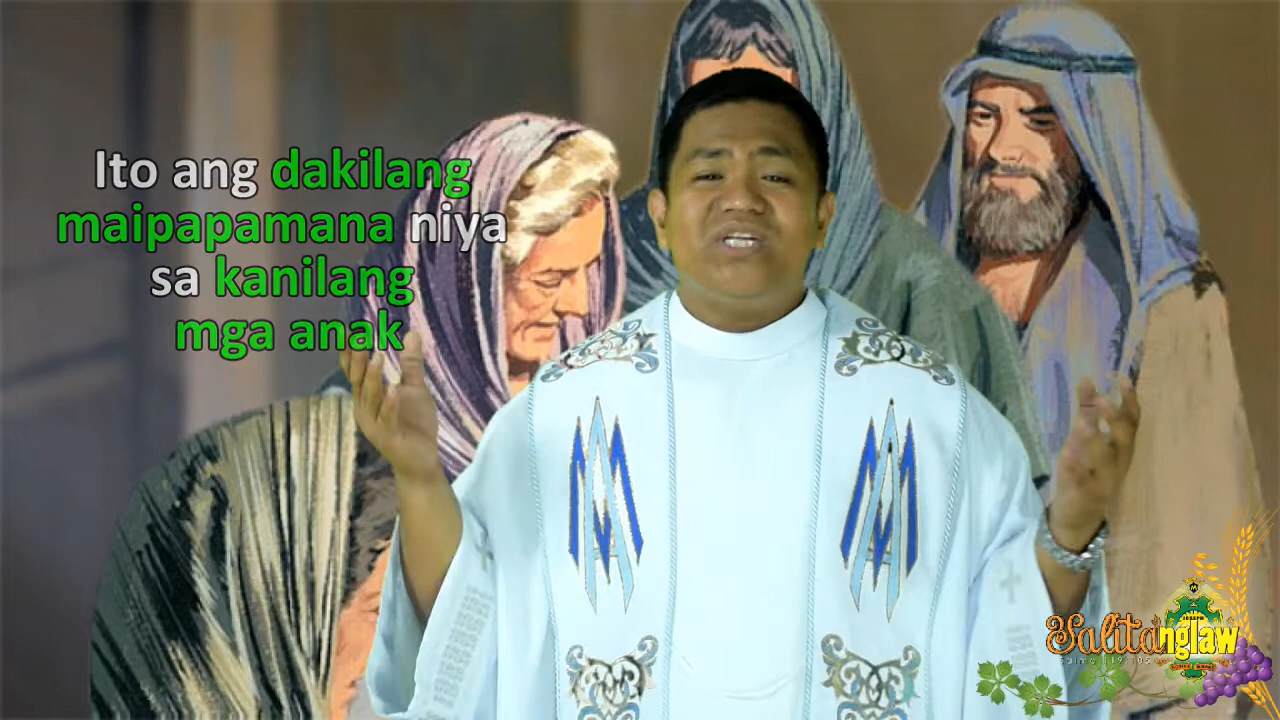 Ito ang dakilang
maipapamana niya
sa kanilang
mga anak
Salitanglaw